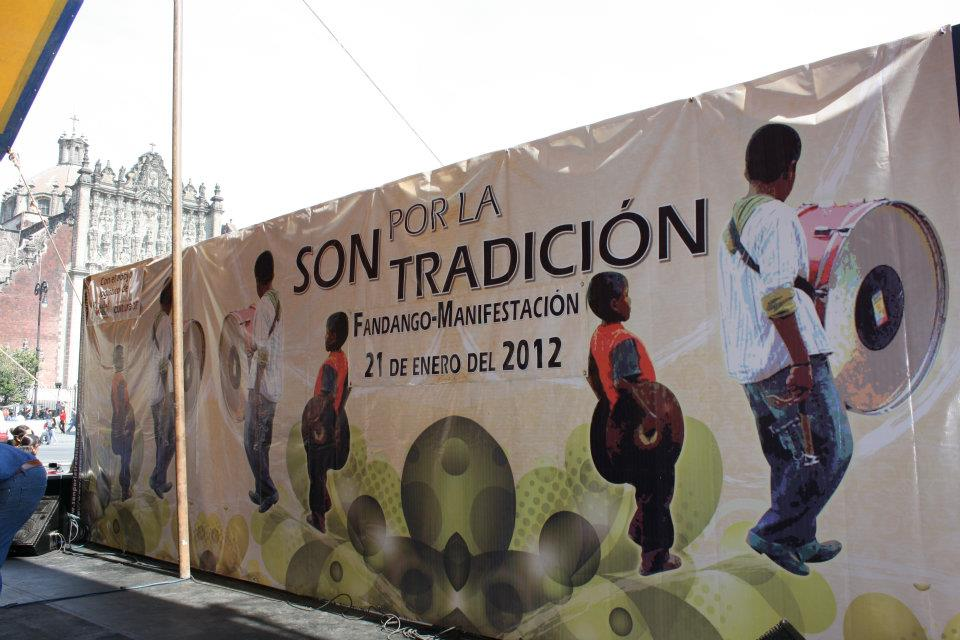 SON POR LA
TRADICIÓN
FANDANGO-MANIFESTACIÓN
21 DE ENERO DEL 2012